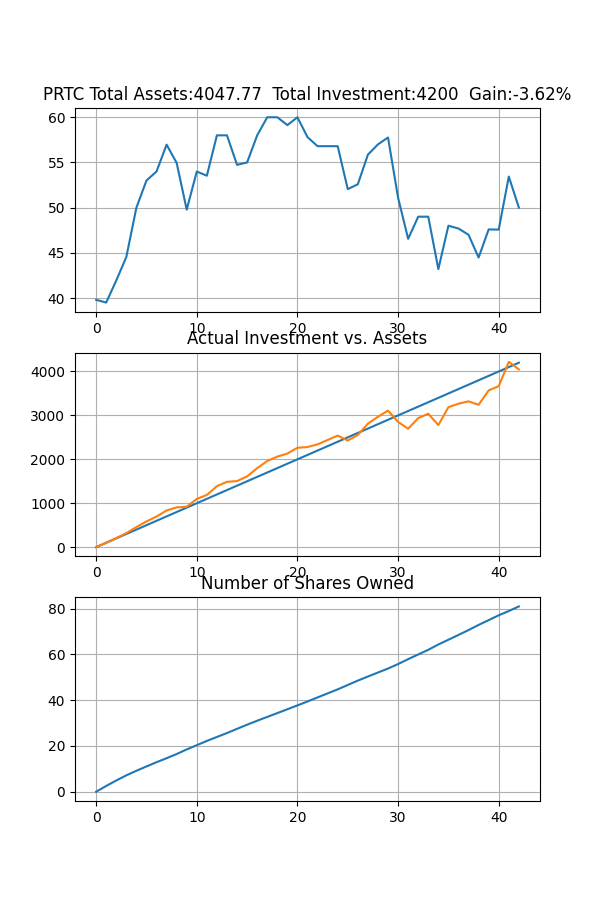 PRTC Total Assets:4047.77  Total Investment:4200  Gain:-3.62%
60
55
50
45
40
0 10 20 30 40
Actual Investment vs. Assets
4000
3000
2000
1000
0
0 10 20 30 40
Number of Shares Owned
80
60
40
20
0
0 10 20 30 40